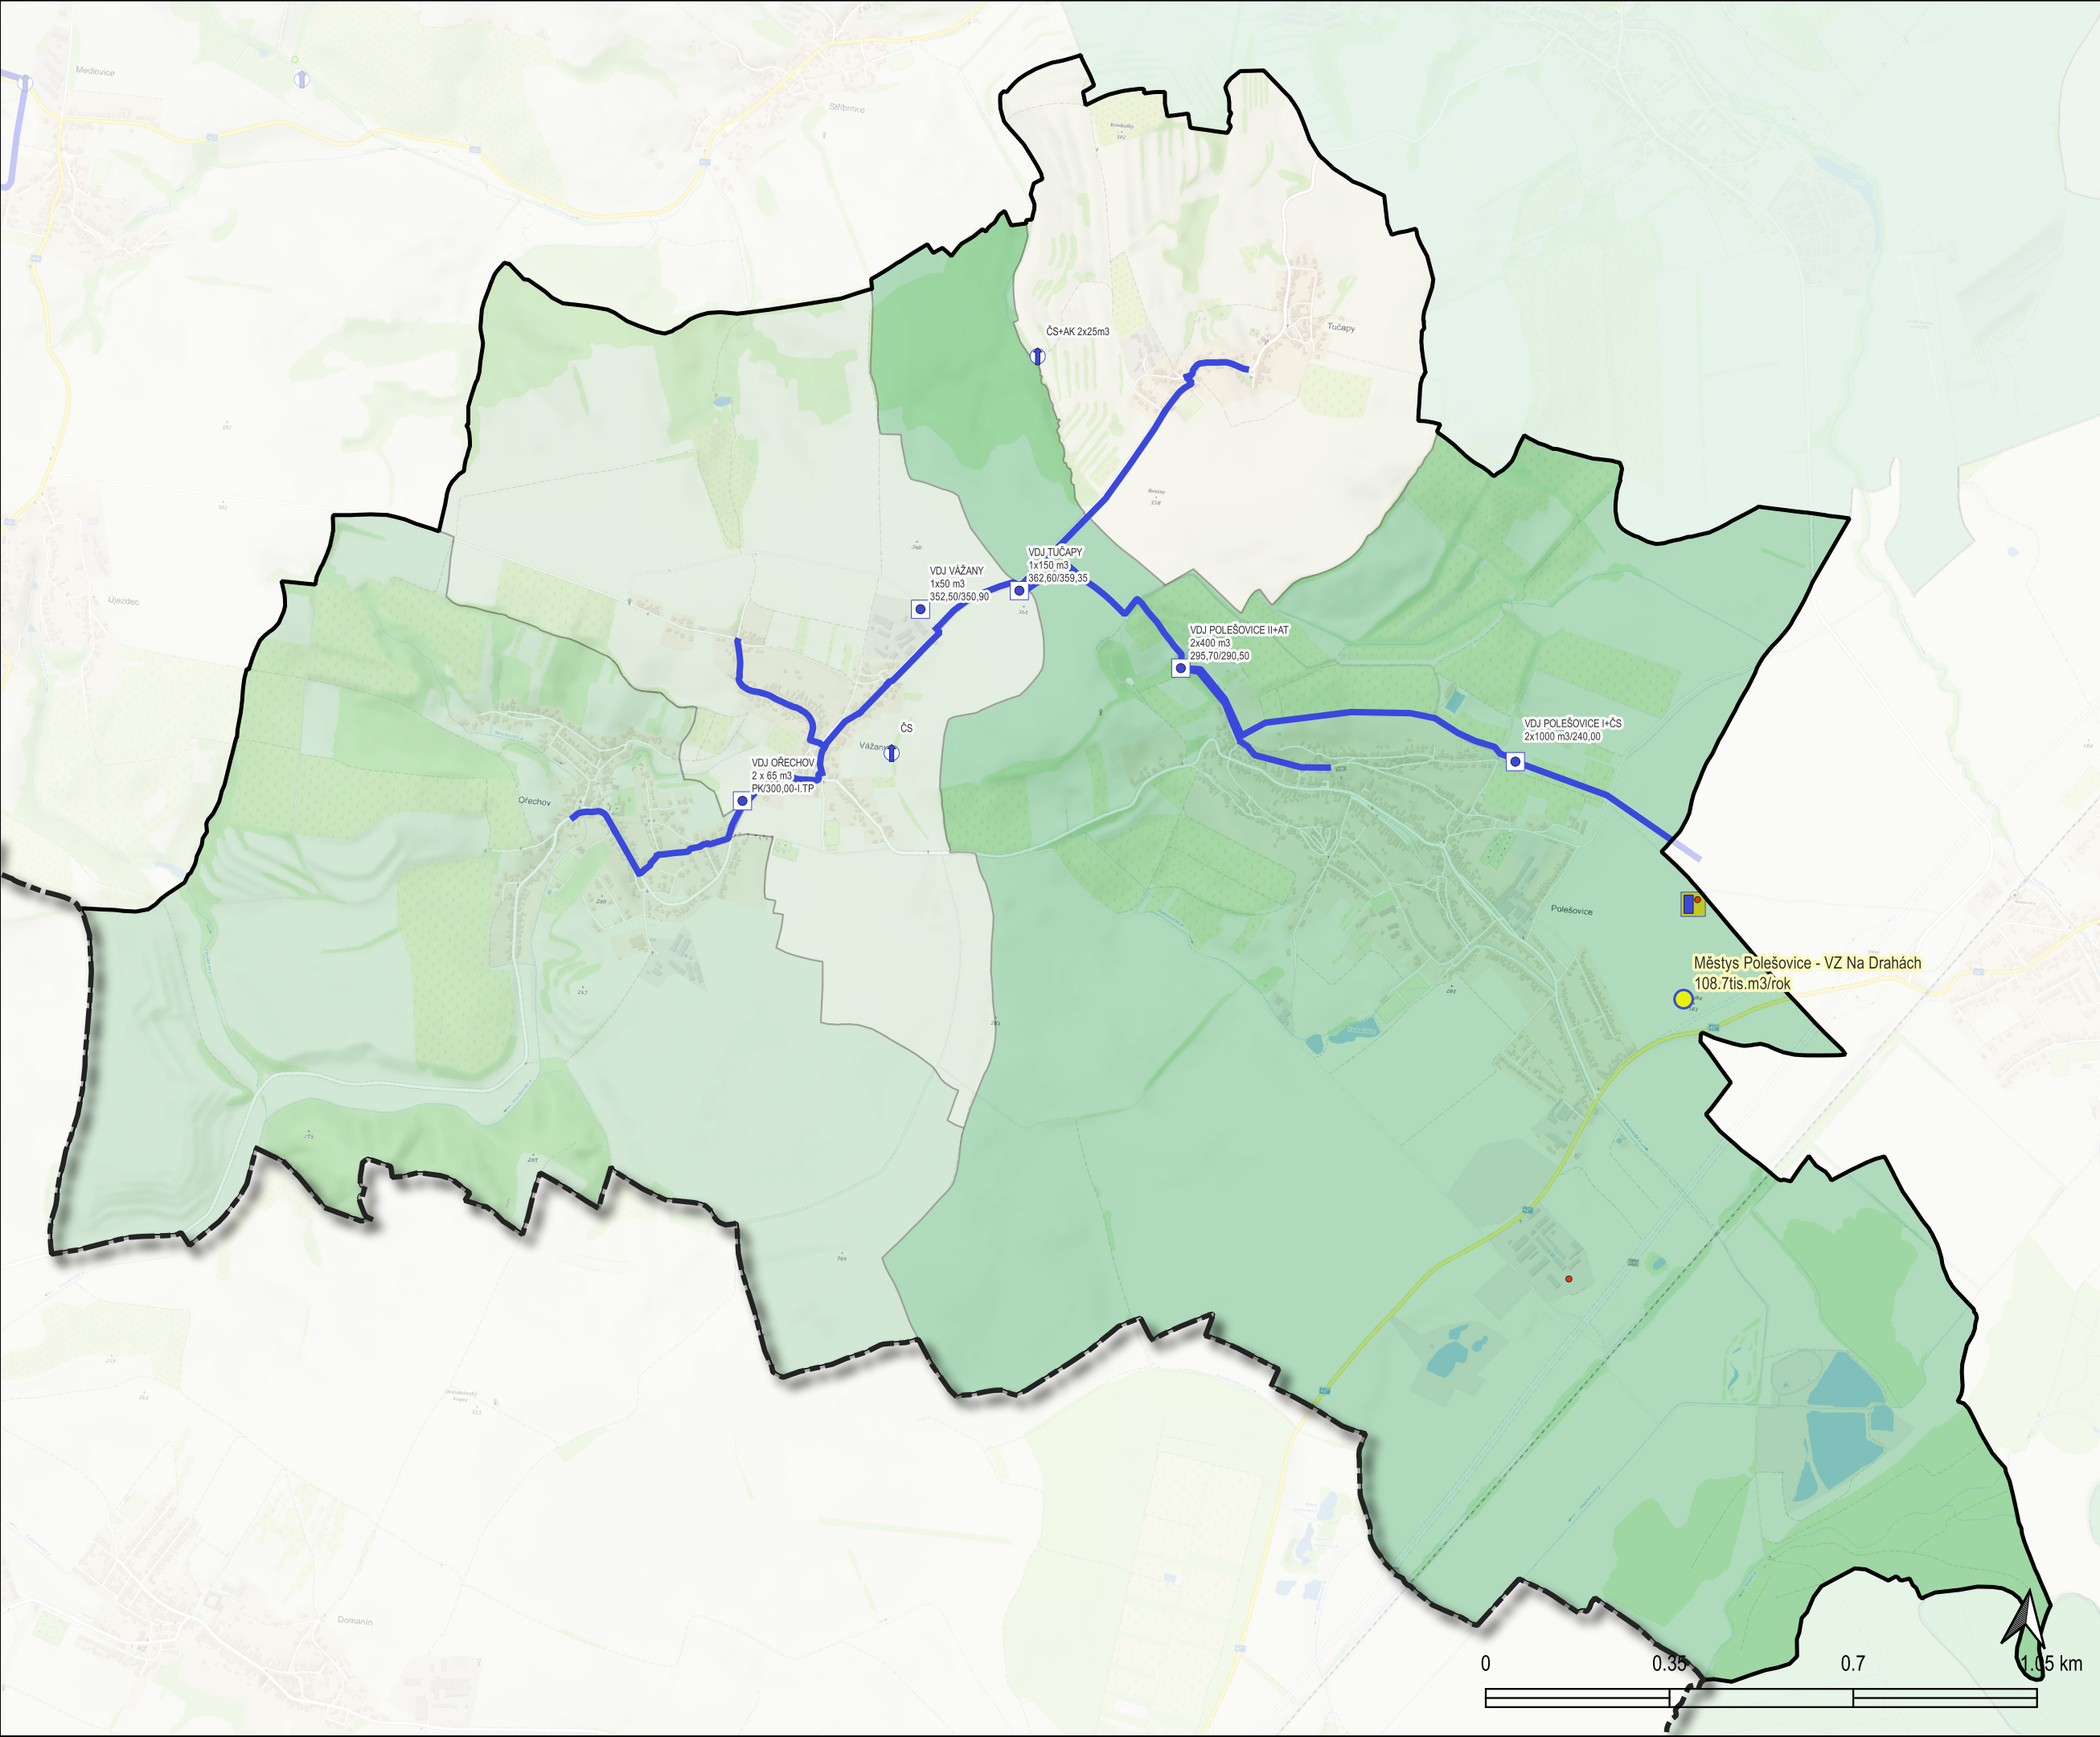 Medlovice
Stříbrnice
Tučapy
ČS+AK 2x25m3
Újezdec
VDJ TUČAPY
1x150 m3
362,60/359,35
VDJ VÁŽANY
1x50 m3
352,50/350,90
VDJ POLEŠOVICE II+AT
2x400 m3
295,70/290,50
VDJ POLEŠOVICE I+ČS
2x1000 m3/240,00
ČS
Vážany
VDJ OŘECHOV
2 x 65 m3
PK/300,00-I.TP
Ořechov
Polešovice
Městys Polešovice - VZ Na Drahách
108.7tis.m3/rok
Domanín
0
0.35
0.7
1.05 km